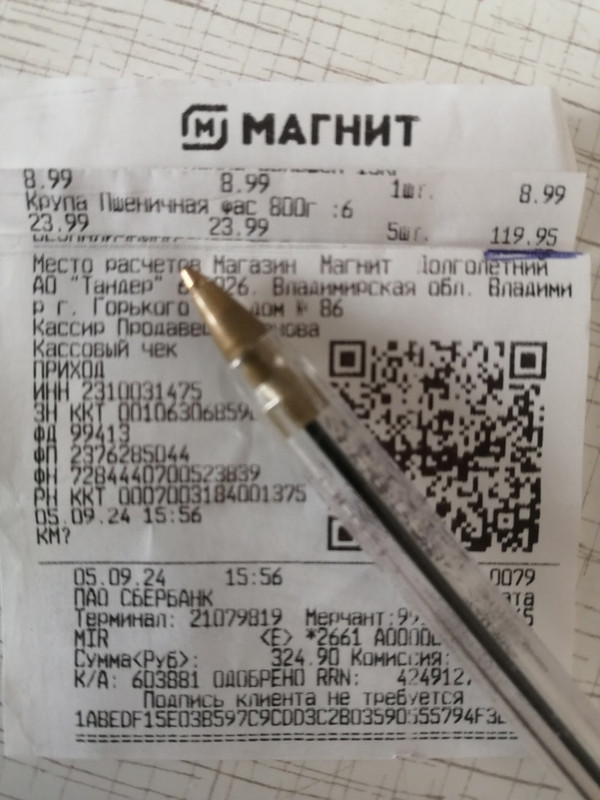 МАГНИТ
8.99 8.99 1шт. 8.99
Крупа Пшеничная фас 800г :6
23.99 23.99 5шт. 119.95
Место расчетов Магазин Магнит Долголетний
АО "Тандер" Владимирская обл. Владими
р г. Горького дом № 86
Кассир Продавец
Кассовый чек
ПРИХОД
ИНН 2310031475
ЗН ККТ
ФД 99413
ФП 2376285044
ФН 7284440700523839
РН ККТ 0007003184001375
05.09.24 15:56
КМ?
05.09.24 15:56 0079
ПАО СБЕРБАНК
Терминал: 21079819 Мерчант:
MIR <E> *2661
Сумма<Руб>: 324.90 Комиссия:
К/А: 603881 ОДОБРЕНО RRN: 424912
Подпись клиента не требуется